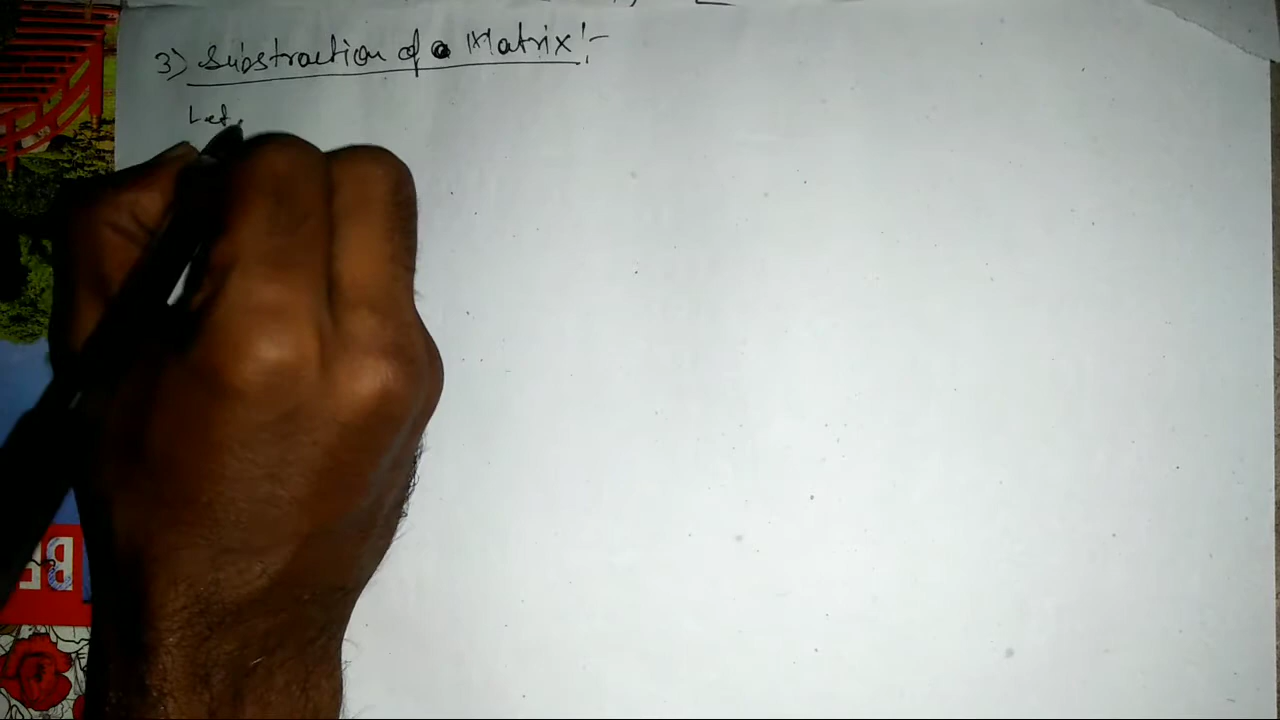 3) Substraction of a Matrix :-
Let,